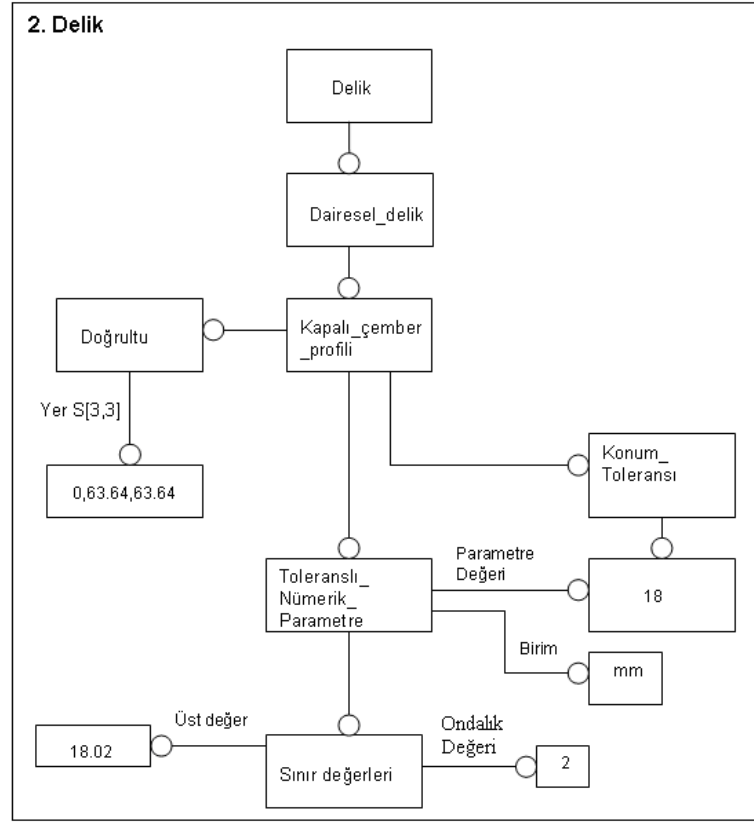 2. Delik
Delik
Dairesel_delik
Doğrultu
Kapalı_çember
_profili
Yer S[3,3]
0,63.64,63.64
Konum_
Toleransı
Toleranslı_
Nümerik_
Parametre
Parametre
Değeri
18
Birim
mm
Üst değer
18.02
Sınır değerleri
Ondalık
Değeri
2